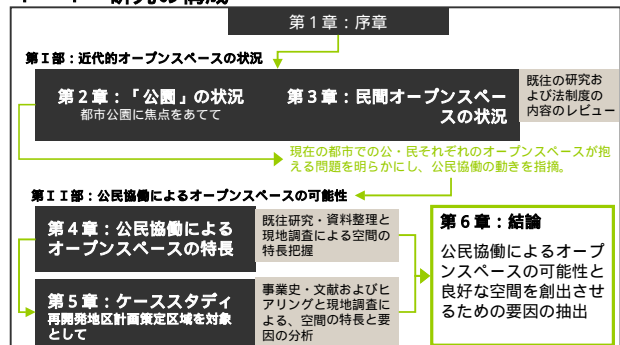 第１章：序章
第Ⅰ部：近代的オープンスペースの状況
第２章：「公園」の状況
都市公園に焦点をあてて
第３章：民間オープンスペー
スの状況
既往の研究お
よび法制度の
内容のレビュー
現在の都市での公・民それぞれのオープンスペースが抱
える問題を明らかにし、公民協働の動きを指摘。
第ＩＩ部：公民協働によるオープンスペースの可能性
第４章：公民協働による
オープンスペースの特長
既往研究・資料整理と
現地調査による空間の
特長把握
第５章：ケーススタディ
再開発地区計画策定区域を対象
として
事業史・文献およびヒ
アリングと現地調査に
よる、空間の特長と要
因の分析
第６章：結論
公民協働によるオープ
ンスペースの可能性と
良好な空間を創出させ
るための要因の抽出